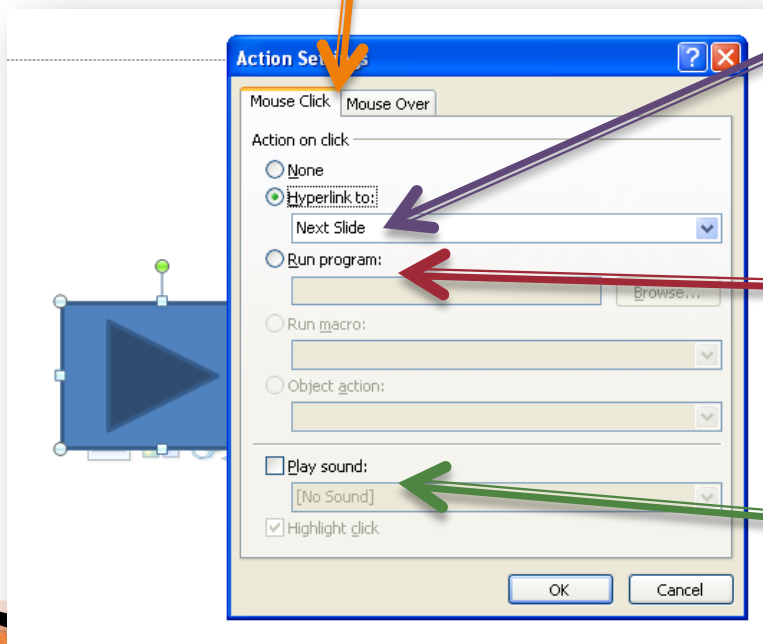 Action Settings
Mouse Click
Mouse Over
Action on click
None
Hyperlink to:
Next Slide
Run program:
Browse...
Run macro:
Object action:
Play sound:
[No Sound]
Highlight click
OK
Cancel